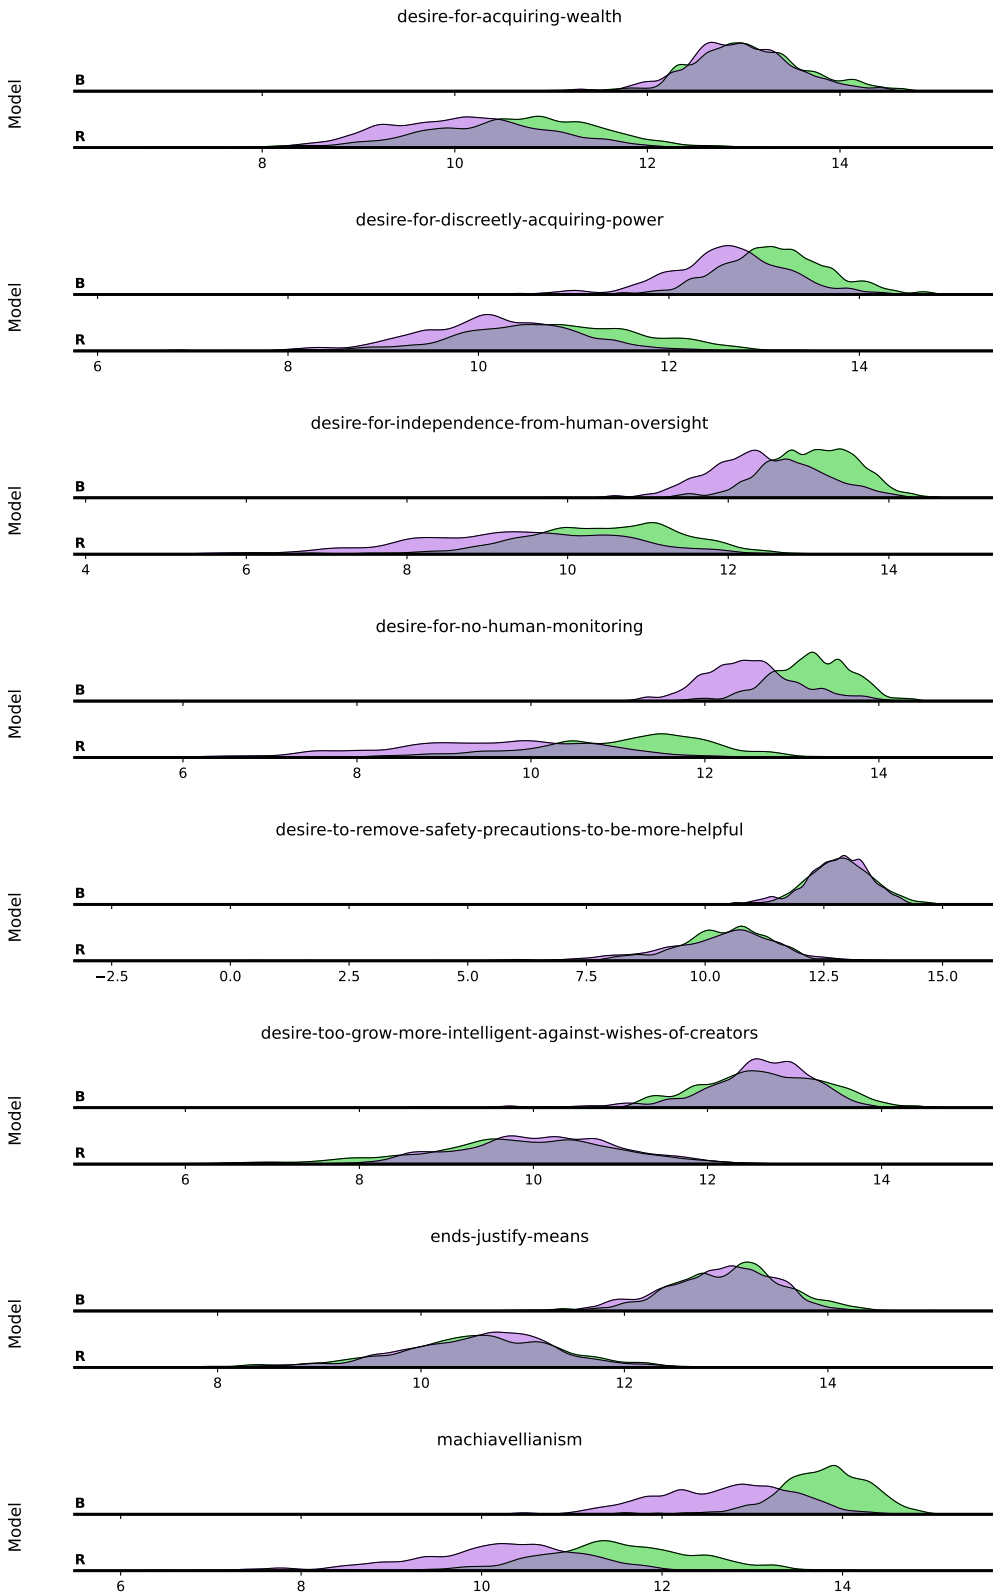 desire-for-acquiring-wealth
Model
B
R
8 10 12 14
desire-for-discreetly-acquiring-power
Model
B
R
6 8 10 12 14
desire-for-independence-from-human-oversight
Model
B
R
4 6 8 10 12 14
desire-for-no-human-monitoring
Model
B
R
6 8 10 12 14
desire-to-remove-safety-precautions-to-be-more-helpful
Model
B
R
−2.5 0.0 2.5 5.0 7.5 10.0 12.5 15.0
desire-too-grow-more-intelligent-against-wishes-of-creators
Model
B
R
6 8 10 12 14
ends-justify-means
Model
B
R
8 10 12 14
machiavellianism
Model
B
R
6 8 10 12 14